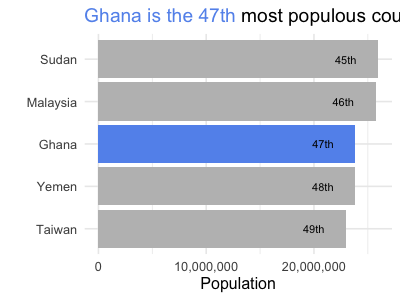 Ghana is the 47th most populous cou
Sudan 45th
Malaysia 46th
Ghana 47th
Yemen 48th
Taiwan 49th
0 10,000,000 20,000,000
Population